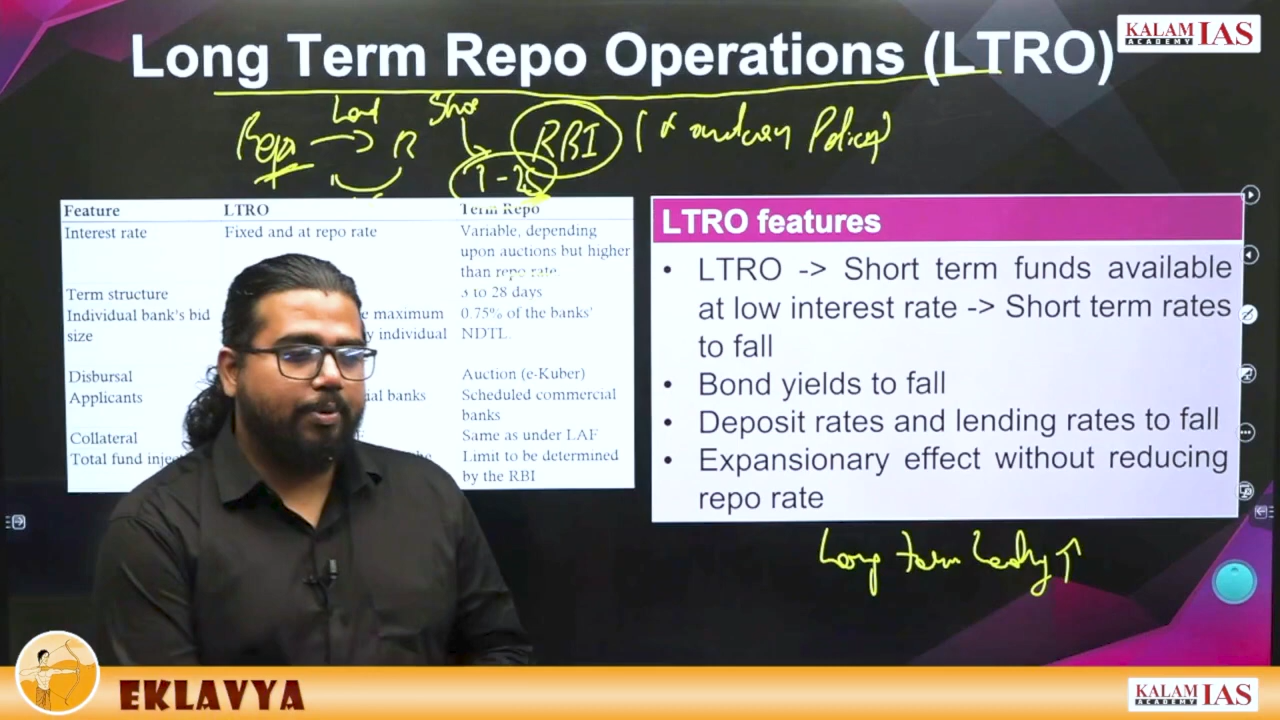 KALAM
ACADEMY IAS
Long Term Repo Operations (LTRO)
Repo
RBI
Policy
Feature LTRO Term Repo
Interest rate Fixed and at repo rate Variable, depending
upon auctions but higher
than repo rate
Term structure 3 to 28 days
Individual bank's bid e maximum 0.75% of the banks'
size y individual NDTL
Disbursal Auction (e-Kuber)
Applicants ial banks Scheduled commercial
banks
Collateral Same as under LAF
Total fund injec Limit to be determined
by the RBI
LTRO features
• LTRO -> Short term funds available
at low interest rate -> Short term rates
to fall
• Bond yields to fall
• Deposit rates and lending rates to fall
• Expansionary effect without reducing
repo rate
Long term
EKLAVYA
KALAM
ACADEMY IAS